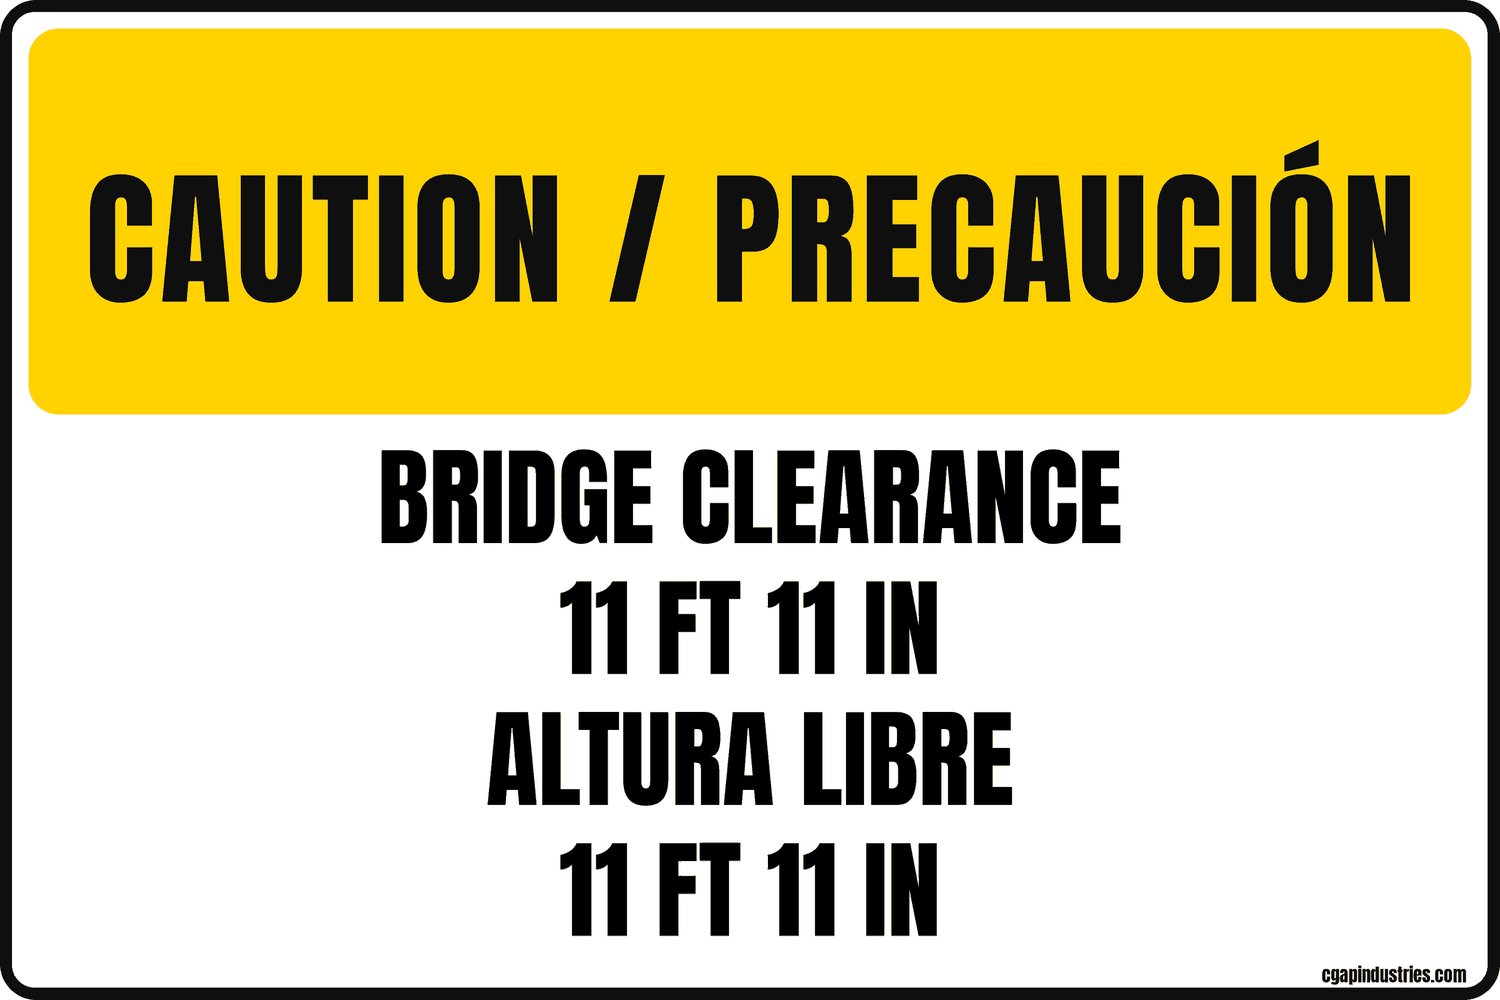 CAUTION / PRECAUCIÓN
BRIDGE CLEARANCE
11 FT 11 IN
ALTURA LIBRE
11 FT 11 IN
cgapindustries.com